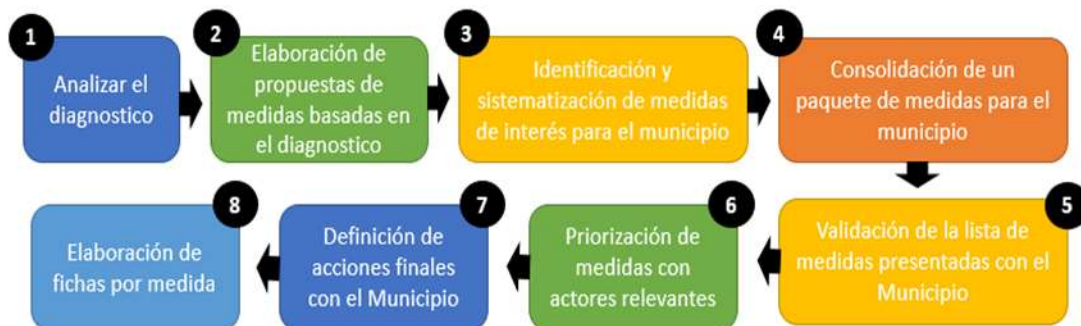 1
Analizar el
diagnostico
2
Elaboración de
propuestas de
medidas basadas en
el diagnostico
3
Identificación y
sistematización de medidas
de interés para el municipio
4
Consolidación de un
paquete de medidas para el
municipio
5
Validación de la lista de
medidas presentadas con el
Municipio
6
Priorización de
medidas con
actores relevantes
7
Definición de
acciones finales
con el Municipio
8
Elaboración de
fichas por medida